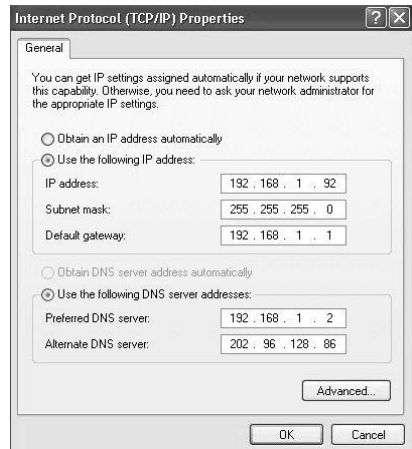 Internet Protocol (TCP/IP) Properties
General
You can get IP settings assigned automatically if your network supports
this capability. Otherwise, you need to ask your network administrator for
the appropriate IP settings.
Obtain an IP address automatically
Use the following IP address:
IP address: 192 . 168 . 1 . 92
Subnet mask: 255 . 255 . 255 . 0
Default gateway: 192 . 168 . 1 . 1
Obtain DNS server address automatically
Use the following DNS server addresses:
Preferred DNS server: 192 . 168 . 1 . 2
Alternate DNS server: 202 . 96 . 128 . 86
Advanced...
OK Cancel